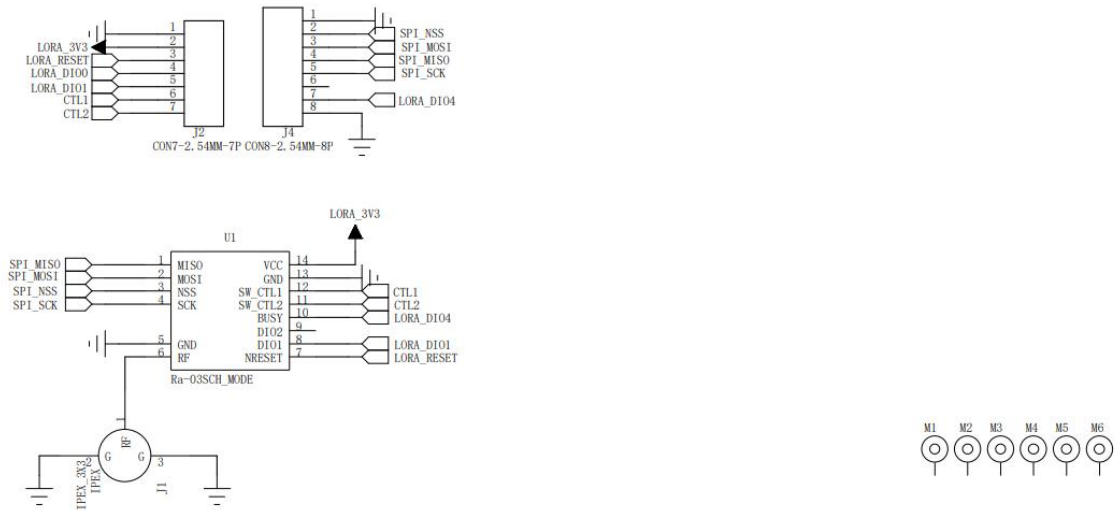 1
2
3
4
5
6
7
LORA_3V3
LORA_RESET
LORA_DIO0
LORA_DIO1
CTL1
CTL2
J2
CON7-2.54MM-7P
1
2
3
4
5
6
7
8
SPI_NSS
SPI_MOSI
SPI_MISO
SPI_SCK
LORA_DIO4
J4
CON8-2.54MM-8P
LORA_3V3
U1
SPI_MISO 1 MISO
SPI_MOSI 2 MOSI
SPI_NSS 3 NSS
SPI_SCK 4 SCK
5 GND
6 RF
VCC 14
GND 13
SW_CTL1 12 CTL1
SW_CTL2 11 CTL2
BUSY 10 LORA_DIO4
DIO2 9
DIO1 8 LORA_DIO1
NRESET 7 LORA_RESET
Ra-03SCH_MODE
1
RF
2 G G 3
IPEX_3X3
IPEX
J1
M1 M2 M3 M4 M5 M6